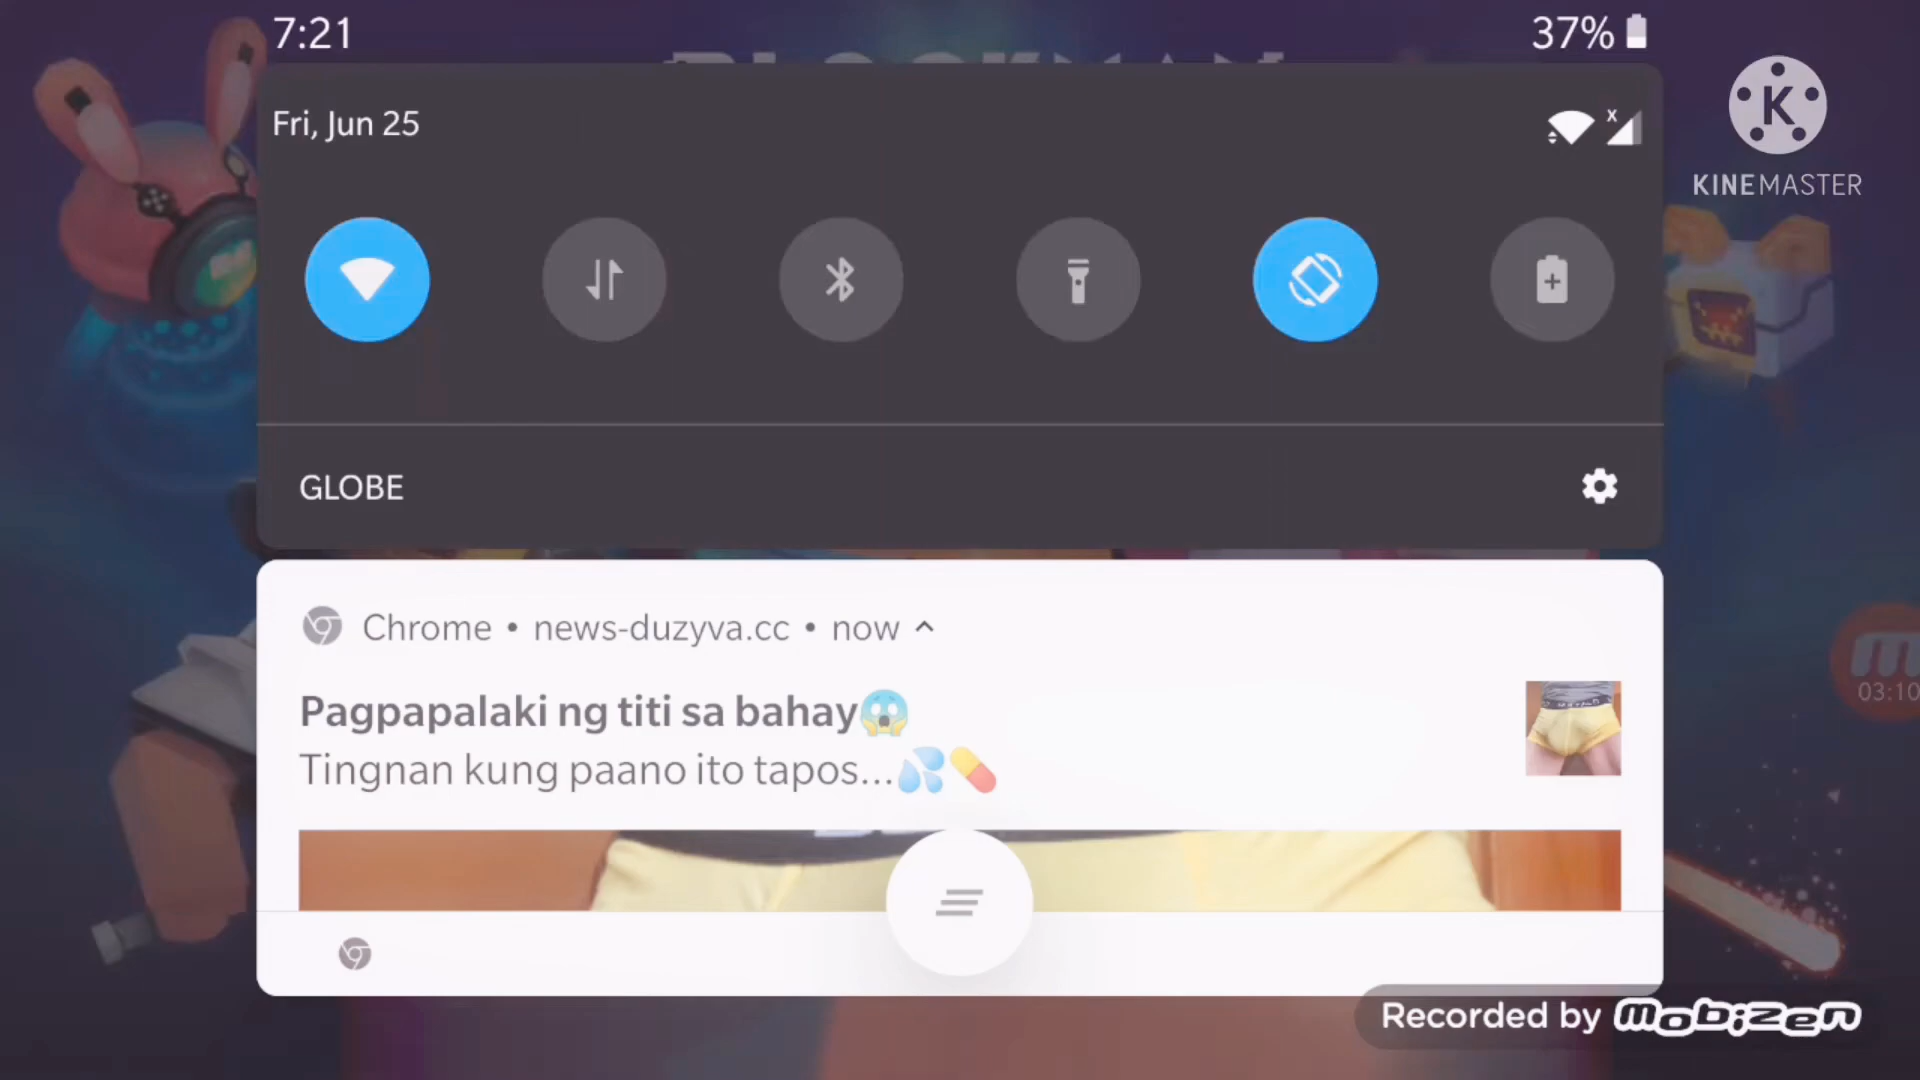 7:21
37%
Fri, Jun 25
x
K
KINEMASTER
GLOBE
Chrome • news-duzyva.cc • now
03:10
Pagpapalaki ng titi sa bahay😱
Tingnan kung paano ito tapos...💦💊
Recorded by mobizen